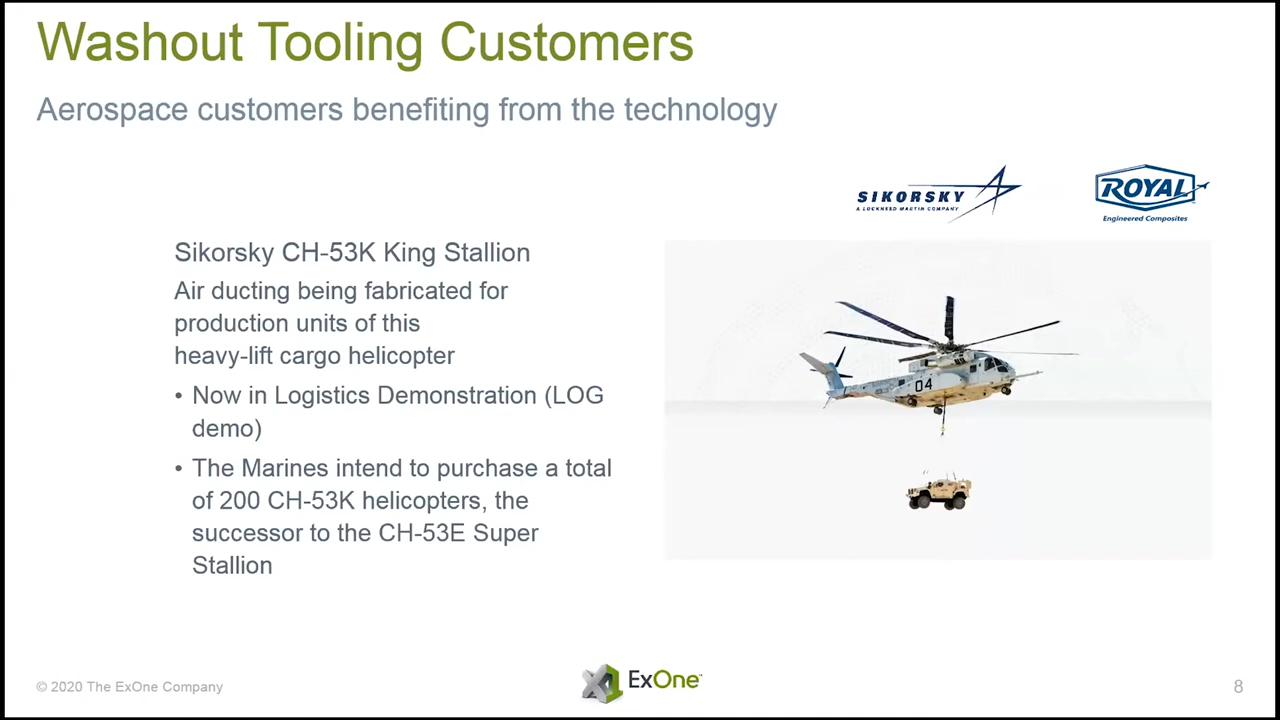 Washout Tooling Customers
Aerospace customers benefiting from the technology
SIKORSKY
A LOCKHEED MARTIN COMPANY
ROYAL
Engineered Composites
Sikorsky CH-53K King Stallion
Air ducting being fabricated for
production units of this
heavy-lift cargo helicopter
• Now in Logistics Demonstration (LOG
demo)
• The Marines intend to purchase a total
of 200 CH-53K helicopters, the
successor to the CH-53E Super
Stallion
04
© 2020 The ExOne Company
X1 ExOne™
8